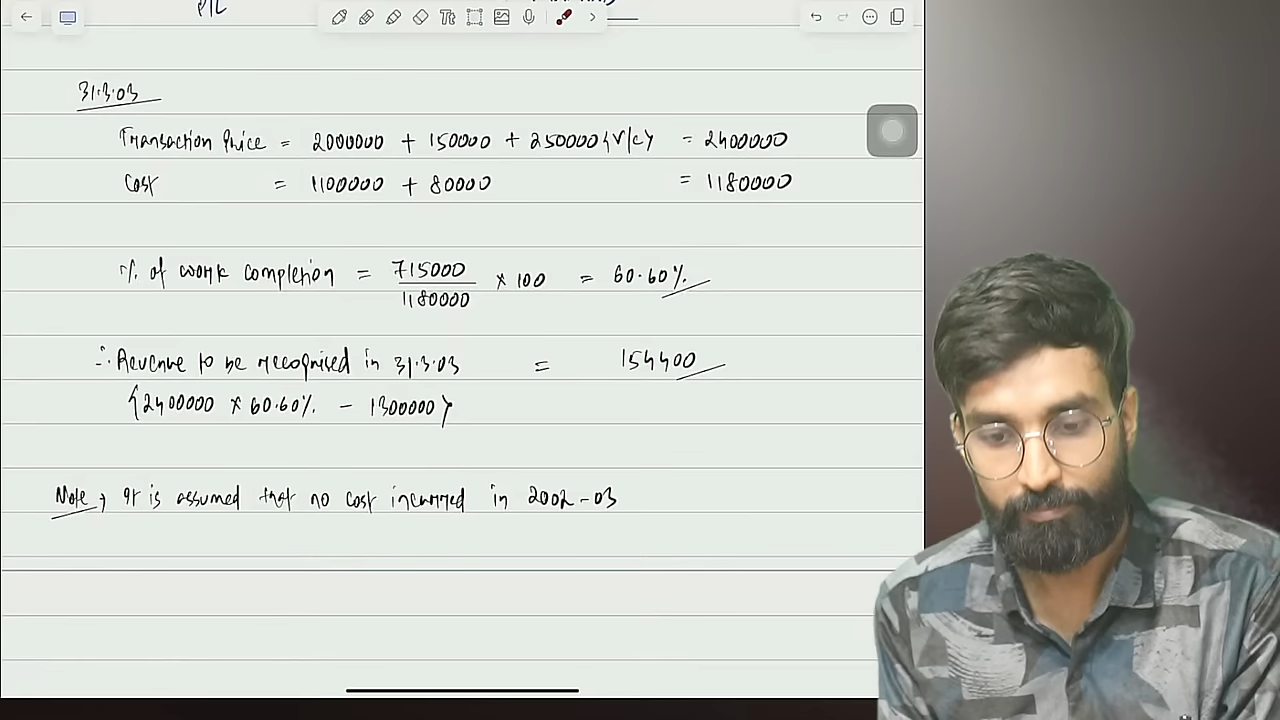 P/L
Tt
31.3.03
Transaction Price = 2000000 + 150000 + 250000 {V/C} = 2400000
Cost = 1100000 + 80000 = 1180000
% of work completion = 715000 / 1180000 × 100 = 60.60%
∴ Revenue to be recognised in 31.3.03 = 154400
{2400000 × 60.60% - 1300000}
Note, It is assumed that no cost incurred in 2002-03